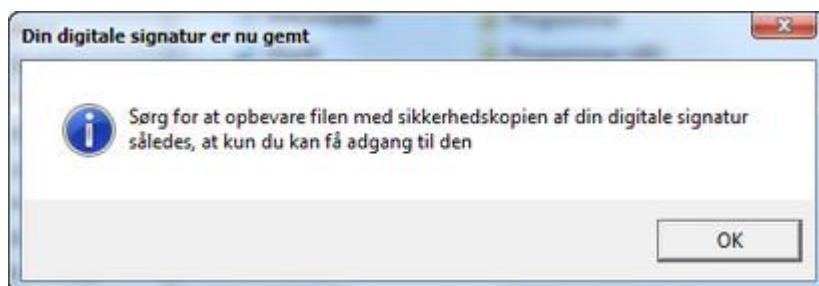 Din digitale signatur er nu gemt
Sørg for at opbevare filen med sikkerhedskopien af din digitale signatur
således, at kun du kan få adgang til den
OK